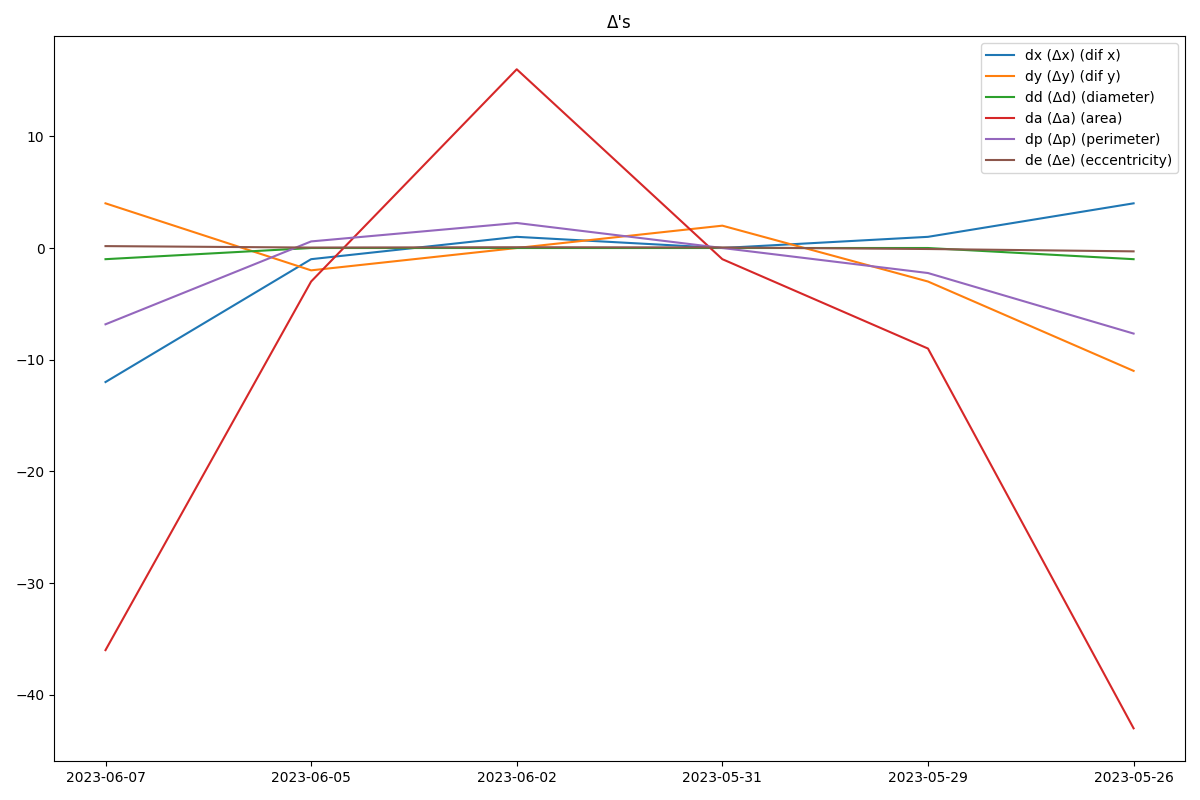 Δ's
dx (Δx) (dif x)
dy (Δy) (dif y)
dd (Δd) (diameter)
da (Δa) (area)
dp (Δp) (perimeter)
de (Δe) (eccentricity)
10
0
−10
−20
−30
−40
2023-06-07 2023-06-05 2023-06-02 2023-05-31 2023-05-29 2023-05-26